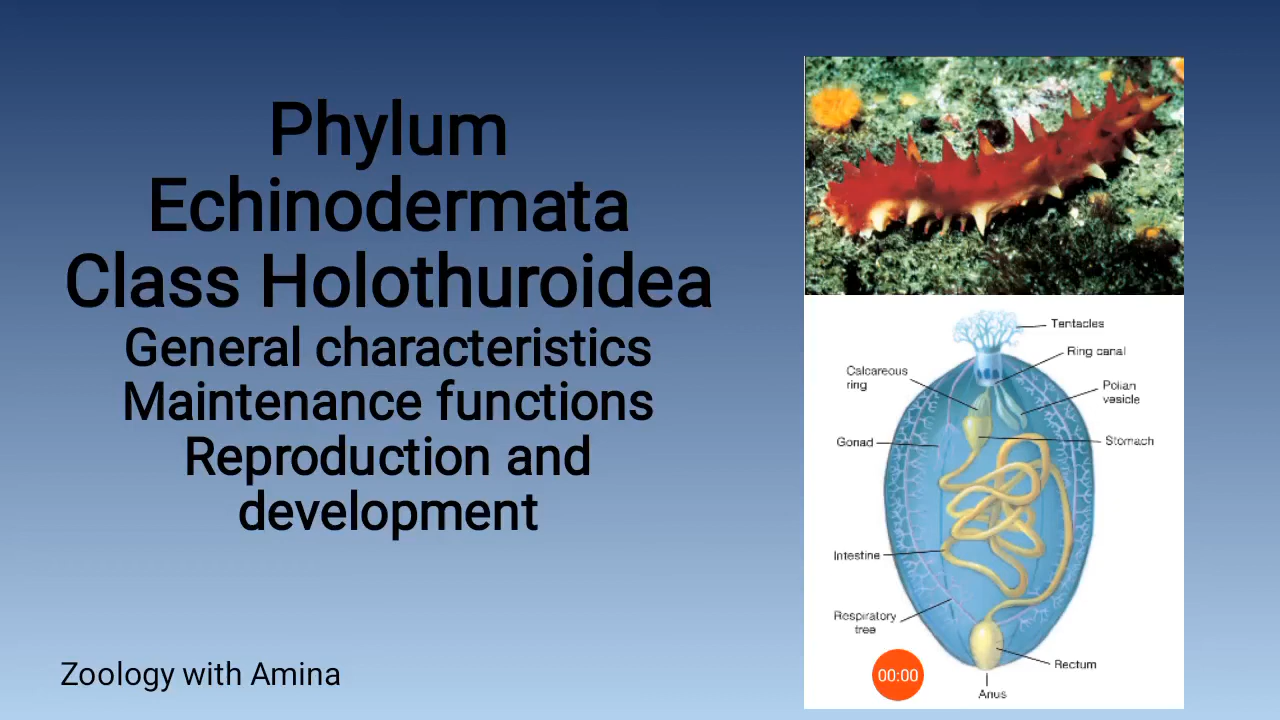 Phylum
Echinodermata
Class Holothuroidea
General characteristics
Maintenance functions
Reproduction and
development
Zoology with Amina
Tentacles
Ring canal
Calcareous
ring
Polian
vesicle
Gonad
Stomach
Intestine
Respiratory
tree
Rectum
00:00
Anus